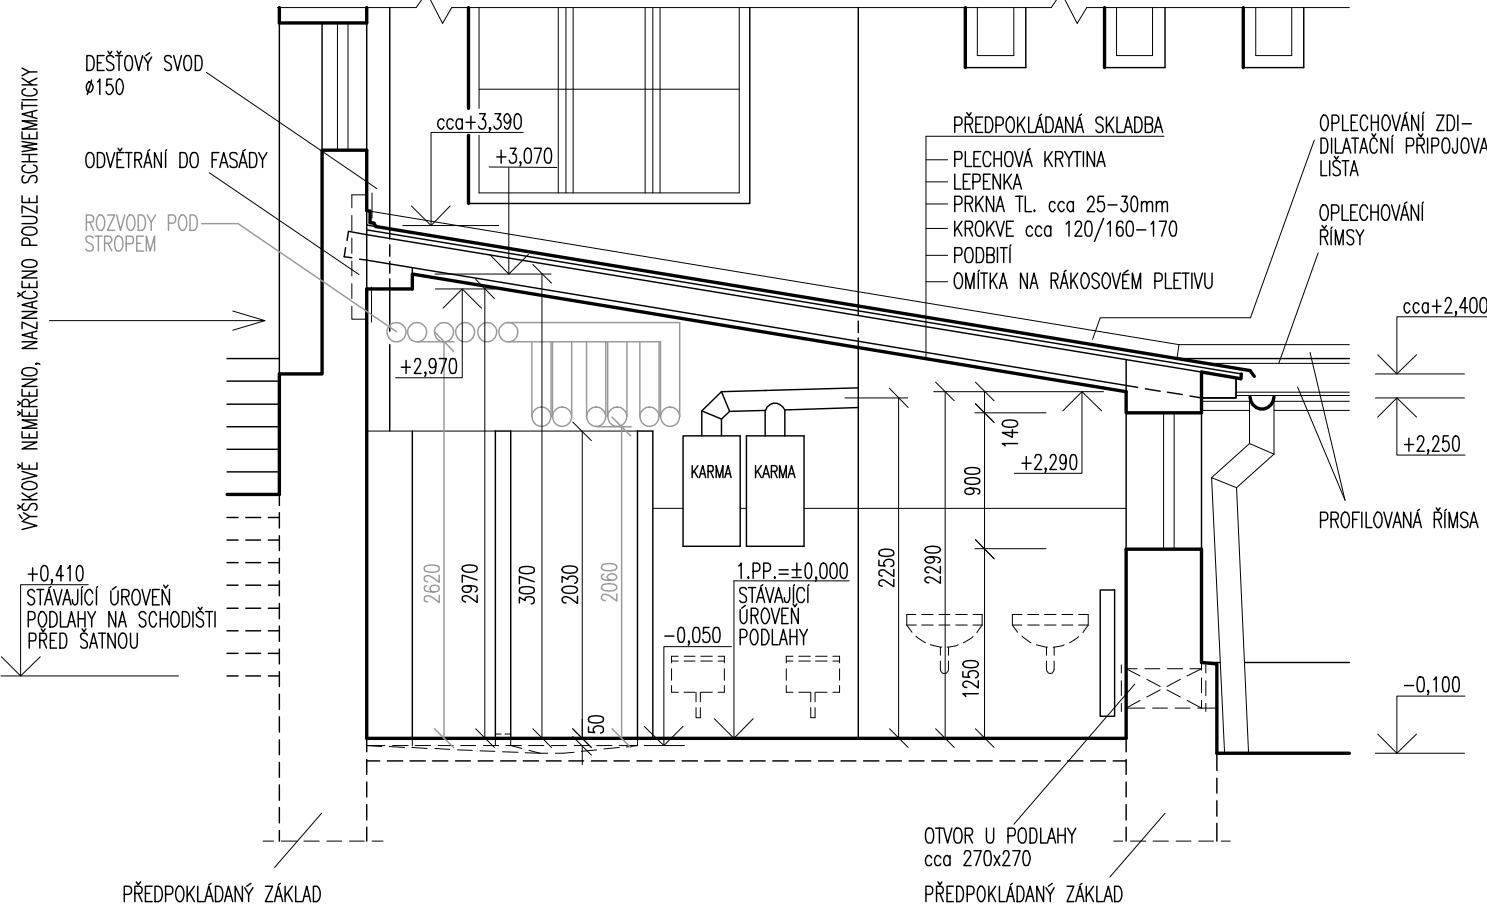 VÝŠKOVĚ NEMĚŘENO, NAZNAČENO POUZE SCHWEMATICKY
DEŠŤOVÝ SVOD
ø150
ODVĚTRÁNÍ DO FASÁDY
ROZVODY POD
STROPEM
cca+3,390
+3,070
+2,970
PŘEDPOKLÁDANÁ SKLADBA
PLECHOVÁ KRYTINA
LEPENKA
PRKNA TL. cca 25-30mm
KROKVE cca 120/160-170
PODBITÍ
OMÍTKA NA RÁKOSOVÉM PLETIVU
OPLECHOVÁNÍ ZDI-
DILATAČNÍ PŘIPOJOVA
LIŠTA
OPLECHOVÁNÍ
ŘÍMSY
cca+2,400
+2,250
PROFILOVANÁ ŘÍMSA
KARMA
KARMA
140
900
+2,290
1250
2620
2970
3070
2030
2060
2250
2290
50
+0,410
STÁVAJÍCÍ ÚROVEŇ
PODLAHY NA SCHODIŠTI
PŘED ŠATNOU
1.PP.=±0,000
STÁVAJÍCÍ
ÚROVEŇ
PODLAHY
-0,050
-0,100
OTVOR U PODLAHY
cca 270x270
PŘEDPOKLÁDANÝ ZÁKLAD
PŘEDPOKLÁDANÝ ZÁKLAD